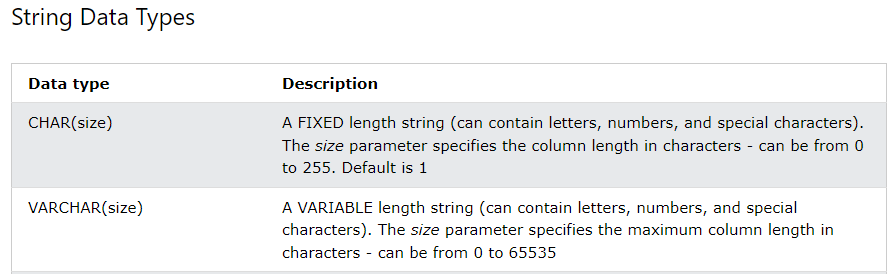 String Data Types
Data type Description
CHAR(size) A FIXED length string (can contain letters, numbers, and special characters).
The size parameter specifies the column length in characters - can be from 0
to 255. Default is 1
VARCHAR(size) A VARIABLE length string (can contain letters, numbers, and special
characters). The size parameter specifies the maximum column length in
characters - can be from 0 to 65535